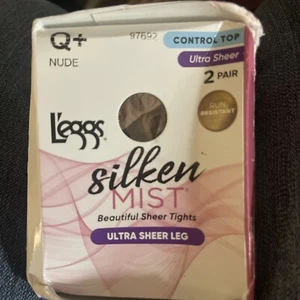 Q+
97692
CONTROL TOP
NUDE
Ultra Sheer
2 PAIR
RUN
RESISTANT
L'eggs®
silken
MIST®
Beautiful Sheer Tights
ULTRA SHEER LEG